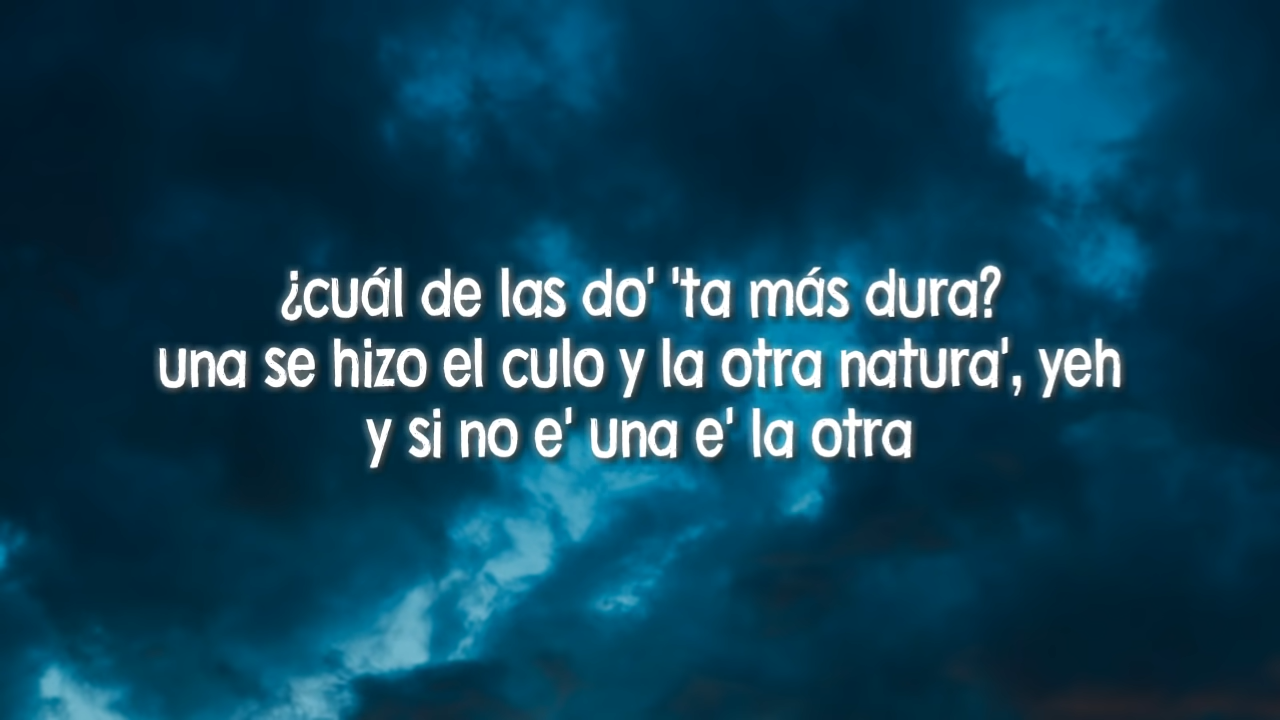 ¿cuál de las do' 'ta más dura?
una se hizo el culo y la otra natura', yeh
y si no e' una e' la otra